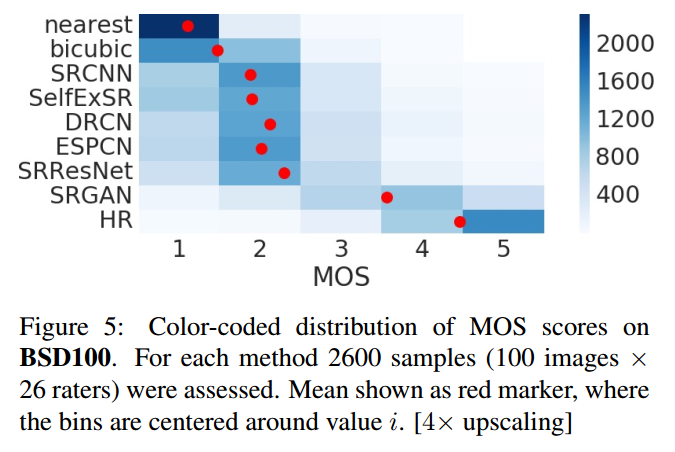 nearest
bicubic
SRCNN
SelfExSR
DRCN
ESPCN
SRResNet
SRGAN
HR
1 2 3 4 5
MOS
2000
1600
1200
800
400
Figure 5: Color-coded distribution of MOS scores on
BSD100. For each method 2600 samples (100 images ×
26 raters) were assessed. Mean shown as red marker, where
the bins are centered around value i. [4× upscaling]